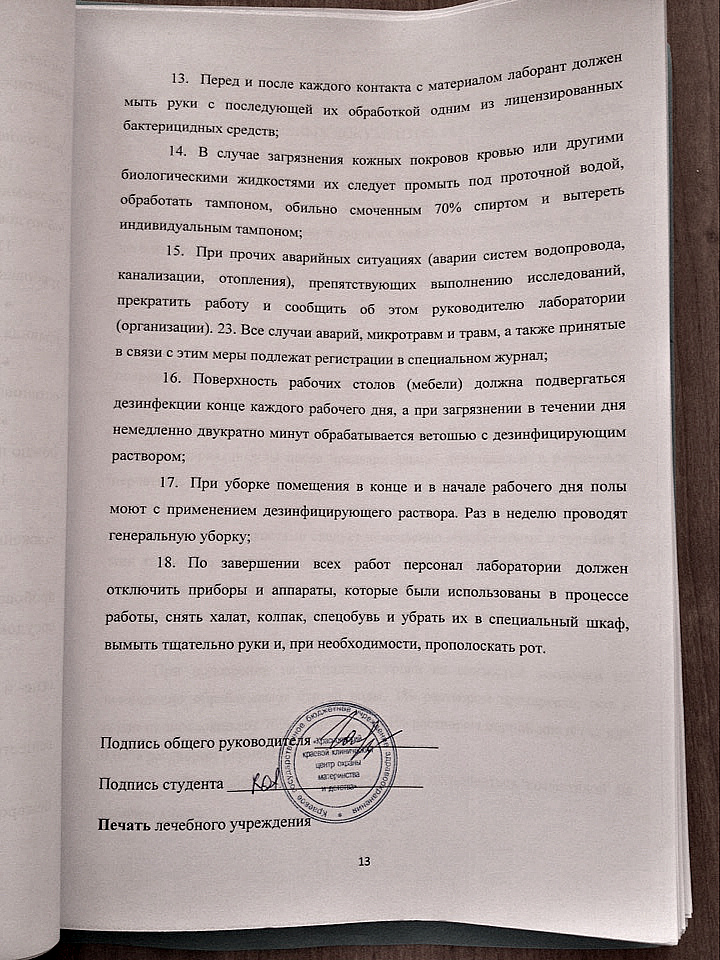 13. Перед и после каждого контакта с материалом лаборант должен
мыть руки с последующей их обработкой одним из лицензированных
бактерицидных средств;
14. В случае загрязнения кожных покровов кровью или другими
биологическими жидкостями их следует промыть под проточной водой,
обработать тампоном, обильно смоченным 70% спиртом и вытереть
индивидуальным тампоном;
15. При прочих аварийных ситуациях (аварии систем водопровода,
канализации, отопления), препятствующих выполнению исследований,
прекратить работу и сообщить об этом руководителю лаборатории
(организации). 23. Все случаи аварий, микротравм и травм, а также принятые
в связи с этим меры подлежат регистрации в специальном журнал;
16. Поверхность рабочих столов (мебели) должна подвергаться
дезинфекции конце каждого рабочего дня, а при загрязнении в течении дня
немедленно двукратно минут обрабатывается ветошью с дезинфицирующим
раствором;
17. При уборке помещения в конце и в начале рабочего дня полы
моют с применением дезинфицирующего раствора. Раз в неделю проводят
генеральную уборку;
18. По завершении всех работ персонал лаборатории должен
отключить приборы и аппараты, которые были использованы в процессе
работы, снять халат, колпак, спецобувь и убрать их в специальный шкаф,
вымыть тщательно руки и, при необходимости, прополоскать рот.
Подпись общего руководителя
Подпись студента
Печать лечебного учреждения
Краевое государственное бюджетное учреждение здравоохранения
«Красноярский
краевой клинический
центр охраны
материнства
и детства»
13